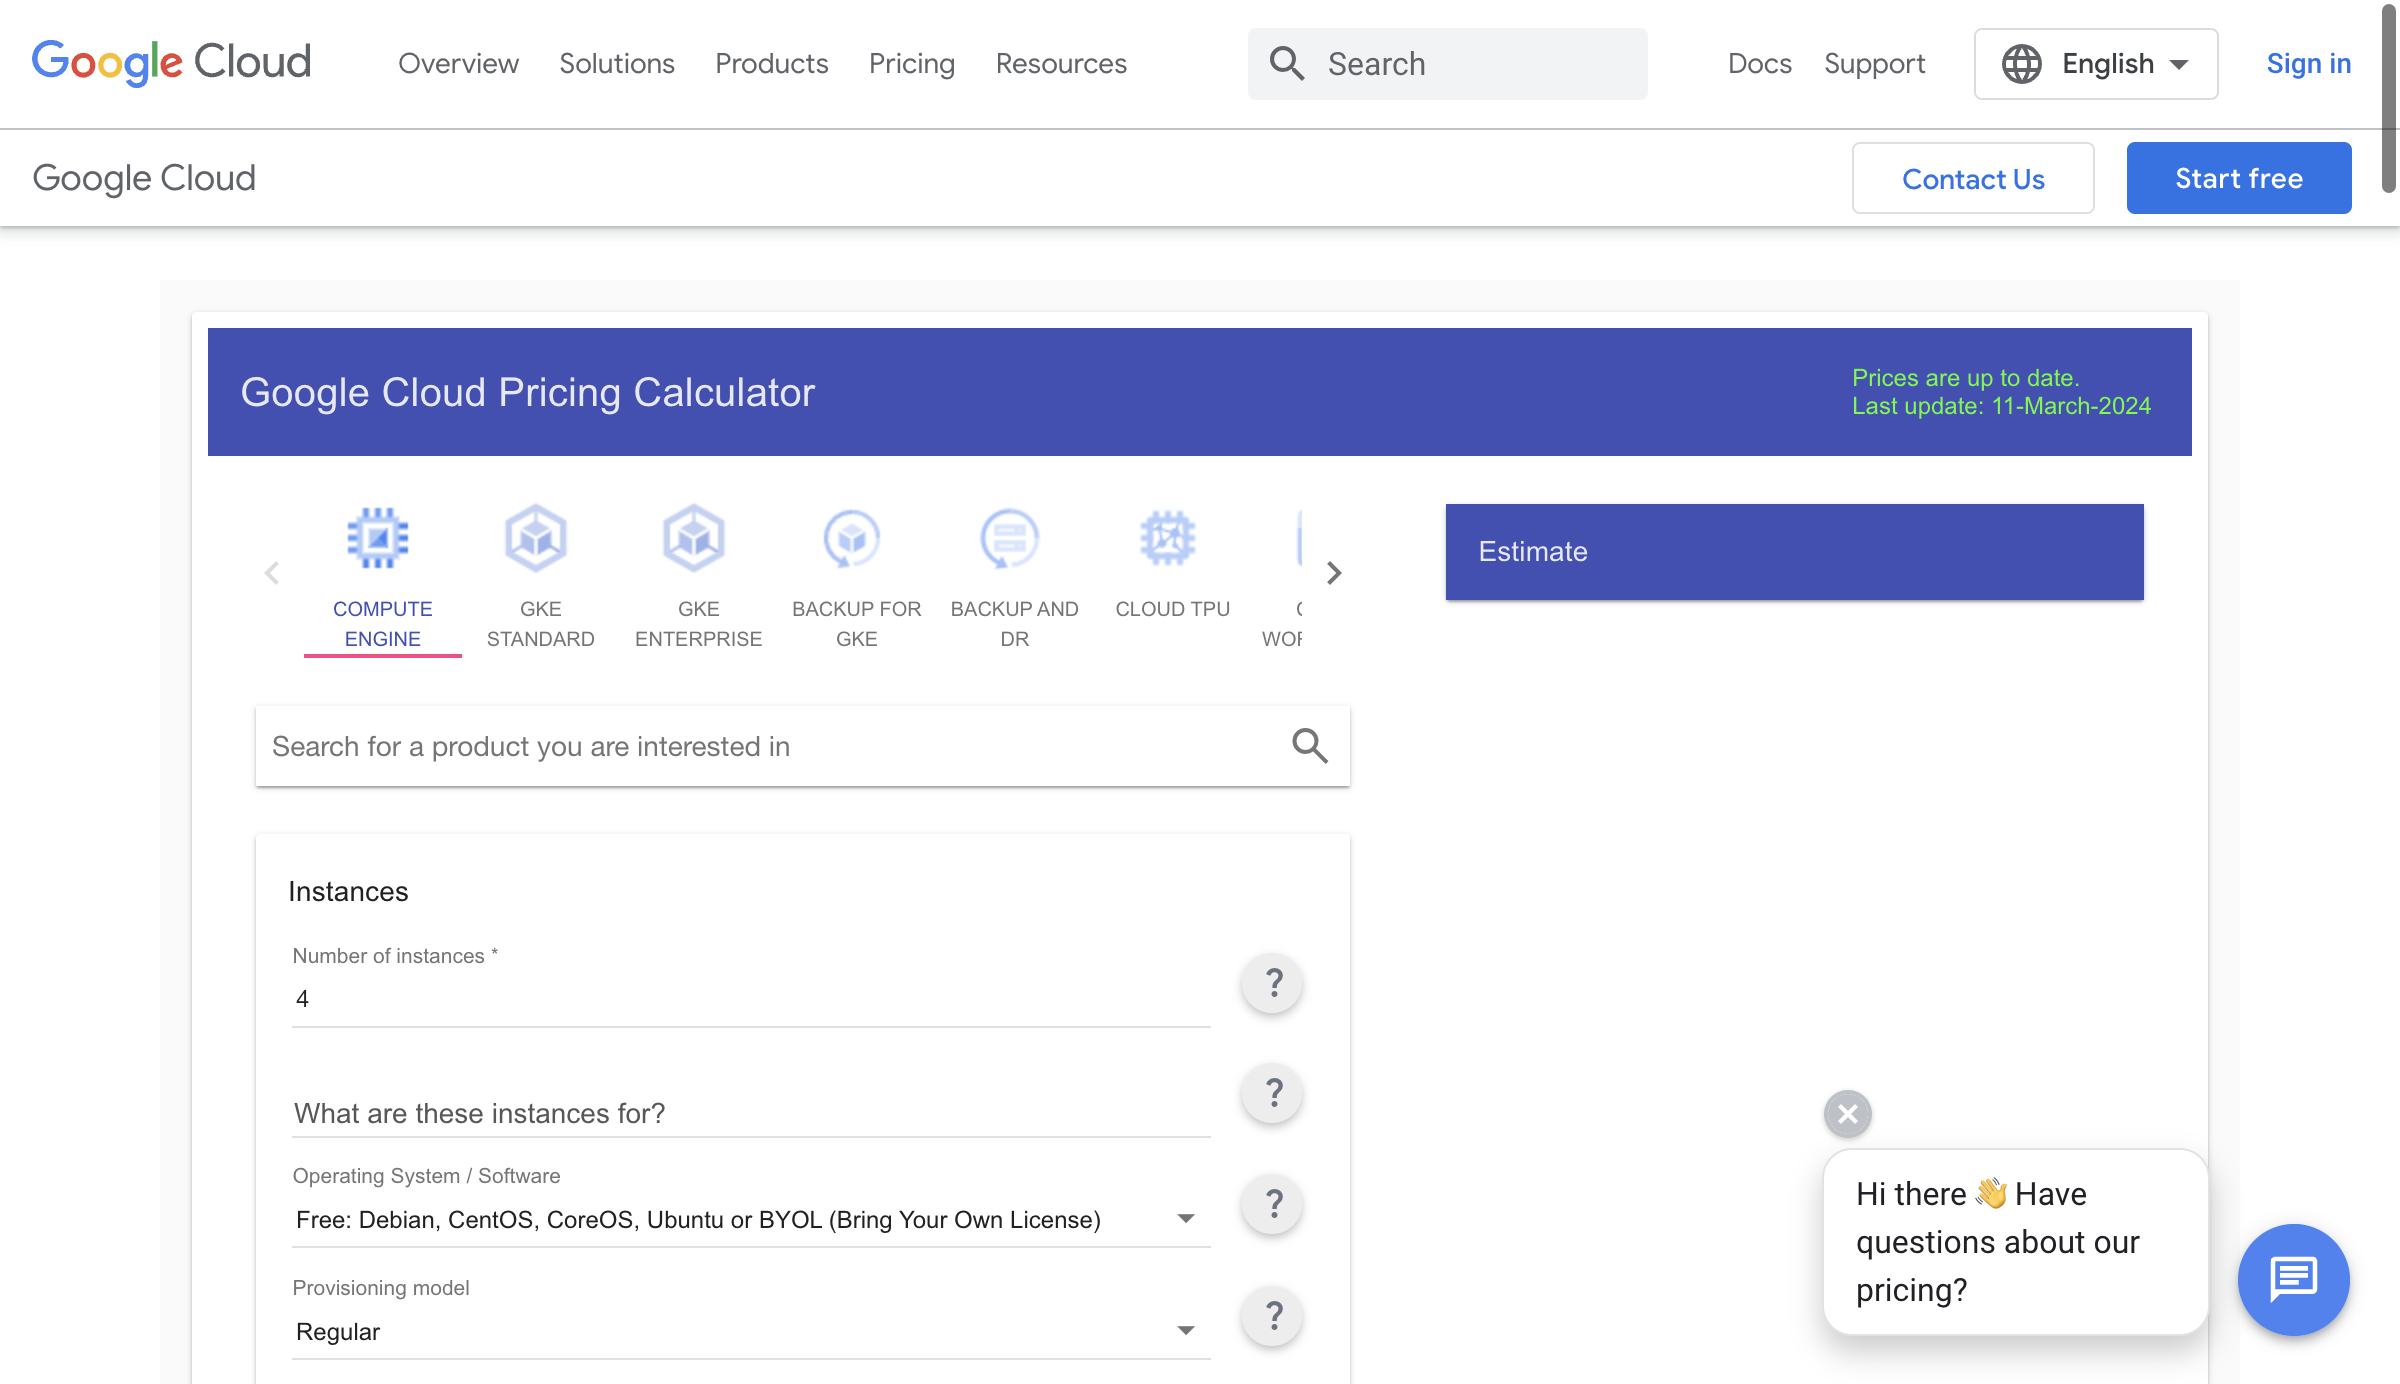 Google Cloud
Overview
Solutions
Products
Pricing
Resources
Search
Docs
Support
English
Sign in
Google Cloud
Contact Us
Start free
Google Cloud Pricing Calculator
Prices are up to date.
Last update: 11-March-2024
COMPUTE
ENGINE
GKE
STANDARD
GKE
ENTERPRISE
BACKUP FOR
GKE
BACKUP AND
DR
CLOUD TPU
Estimate
Search for a product you are interested in
Instances
Number of instances *
4
?
What are these instances for?
?
Operating System / Software
Free: Debian, CentOS, CoreOS, Ubuntu or BYOL (Bring Your Own License)
?
Provisioning model
Regular
?
Hi there 👋 Have
questions about our
pricing?